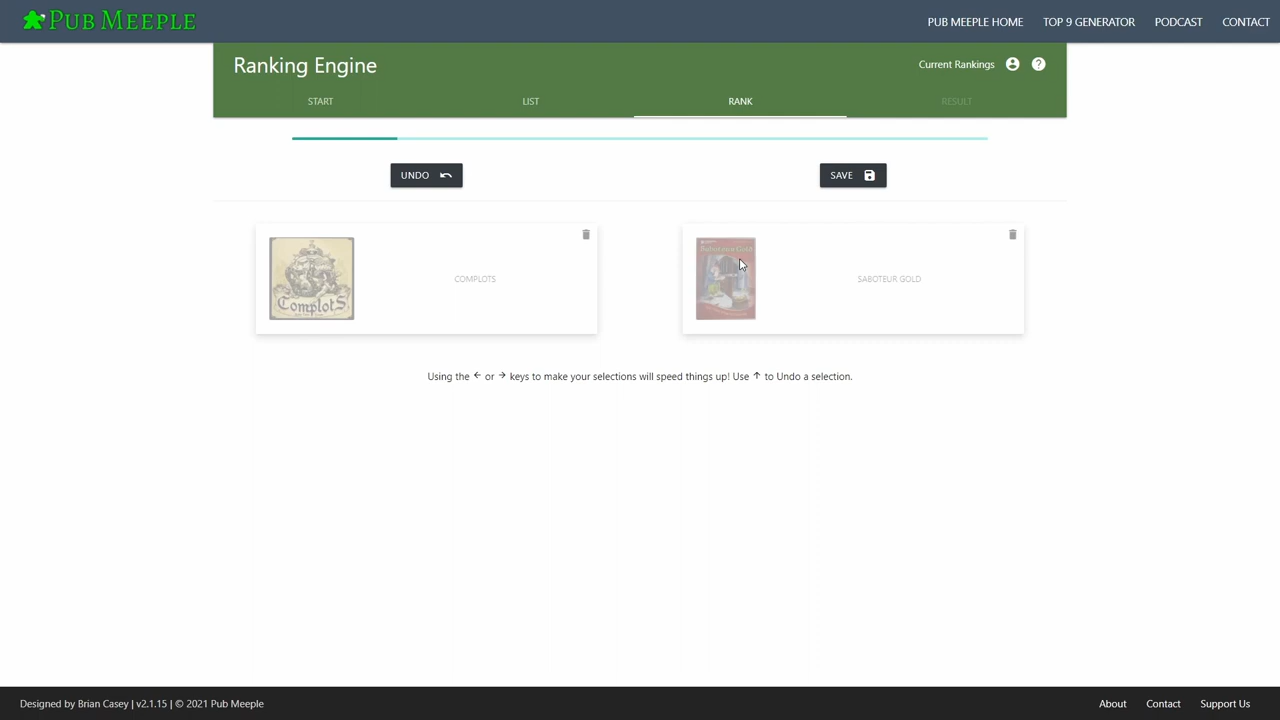 PUB MEEPLE
PUB MEEPLE HOME
TOP 9 GENERATOR
PODCAST
CONTACT
Ranking Engine
Current Rankings
START
LIST
RANK
RESULT
UNDO
SAVE
Complots
COMPLOTS
SABOTEUR GOLD
Using the ← or → keys to make your selections will speed things up! Use ↑ to Undo a selection.
Designed by Brian Casey | v2.1.15 | © 2021 Pub Meeple
About
Contact
Support Us